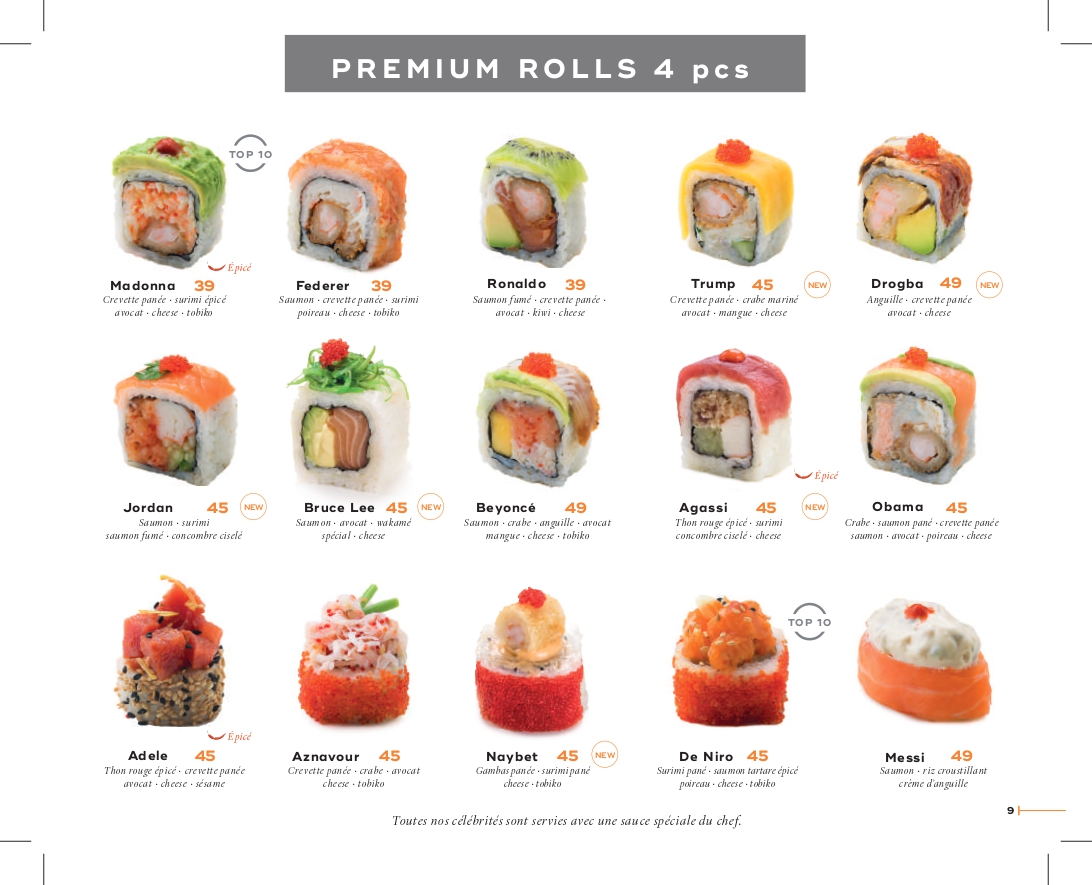 PREMIUM ROLLS 4 pcs
TOP 10
Épicé
Madonna 39
Crevette panée · surimi épicé
avocat · cheese · tobiko
Federer 39
Saumon · crevette panée · surimi
poireau · cheese · tobiko
Ronaldo 39
Saumon fumé · crevette panée ·
avocat · kiwi · cheese
Trump 45 NEW
Crevette panée · crabe mariné
avocat · mangue · cheese
Drogba 49 NEW
Anguille · crevette panée
avocat · cheese
Jordan 45 NEW
Saumon · surimi
saumon fumé · concombre ciselé
Bruce Lee 45 NEW
Saumon · avocat · wakamé
spécial · cheese
Beyoncé 49
Saumon · crabe · anguille · avocat
mangue · cheese · tobiko
Épicé
Agassi 45 NEW
Thon rouge épicé · surimi
concombre ciselé · cheese
Obama 45
Crabe · saumon pané · crevette panée
saumon · avocat · poireau · cheese
Épicé
Adele 45
Thon rouge épicé · crevette panée
avocat · cheese · sésame
Aznavour 45
Crevette panée · crabe · avocat
cheese · tobiko
Naybet 45 NEW
Gambas panée · surimi pané
cheese · tobiko
TOP 10
De Niro 45
Surimi pané · saumon tartare épicé
poireau · cheese · tobiko
Messi 49
Saumon · riz croustillant
crème d'anguille
9
Toutes nos célébrités sont servies avec une sauce spéciale du chef.